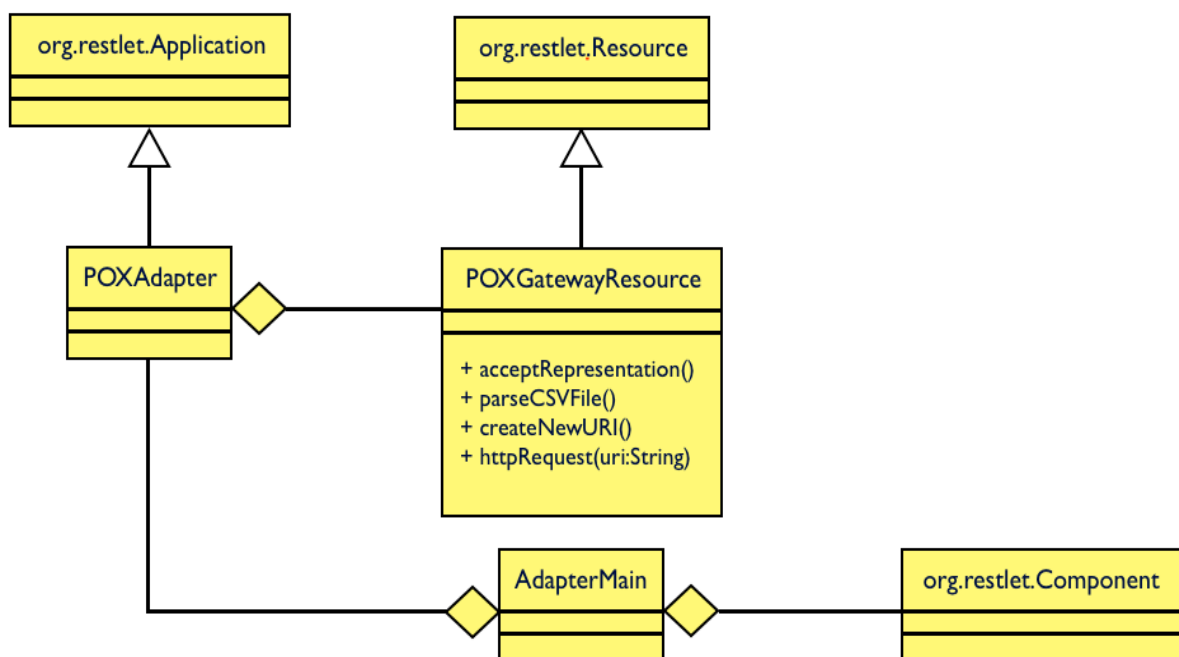 org.restlet.Application
org.restlet.Resource
POXAdapter
POXGatewayResource
+ acceptRepresentation()
+ parseCSVFile()
+ createNewURI()
+ httpRequest(uri:String)
AdapterMain
org.restlet.Component